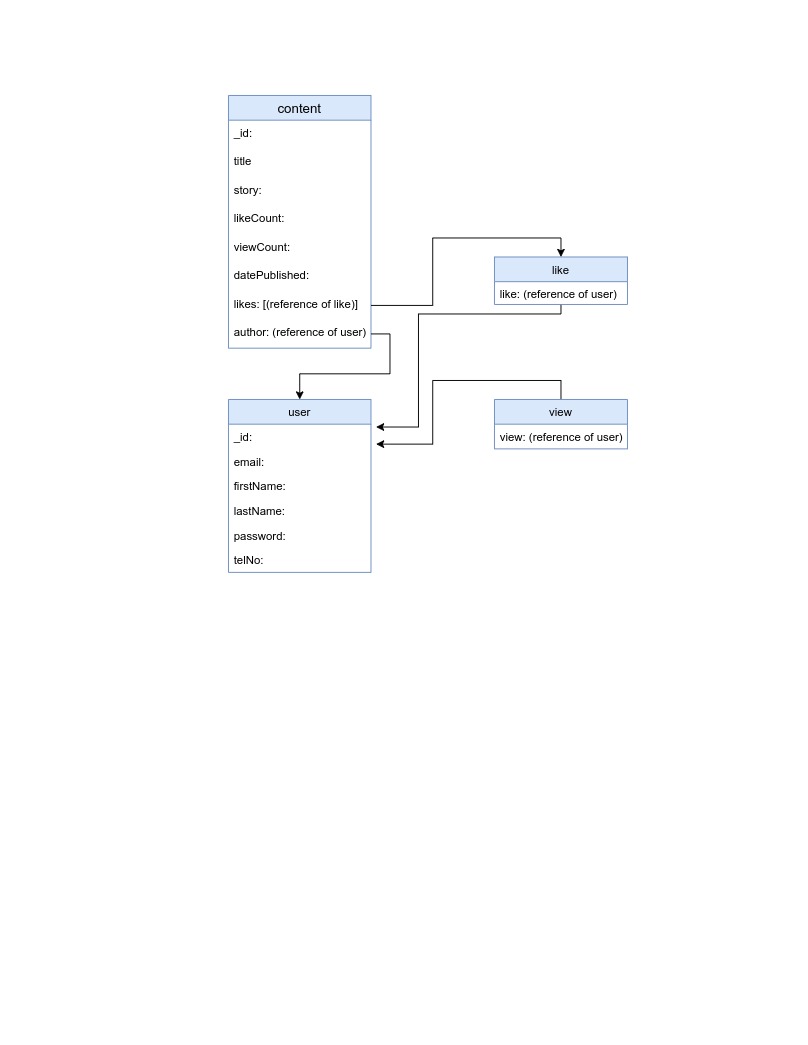 content
_id:
title
story:
likeCount:
viewCount:
datePublished:
likes: [(reference of like)]
author: (reference of user)
like
like: (reference of user)
user
_id:
email:
firstName:
lastName:
password:
telNo:
view
view: (reference of user)